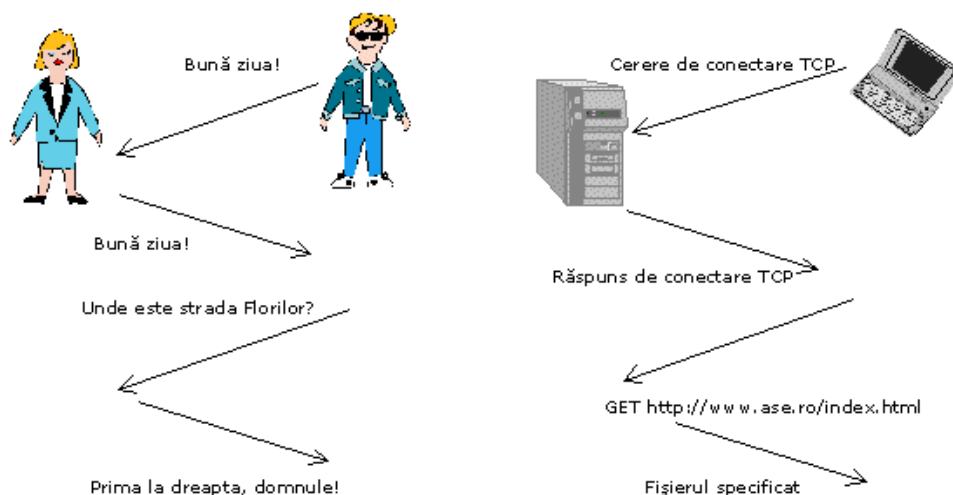 Bună ziua!
Bună ziua!
Unde este strada Florilor?
Prima la dreapta, domnule!
Cerere de conectare TCP
Răspuns de conectare TCP
GET http://www.ase.ro/index.html
Fișierul specificat